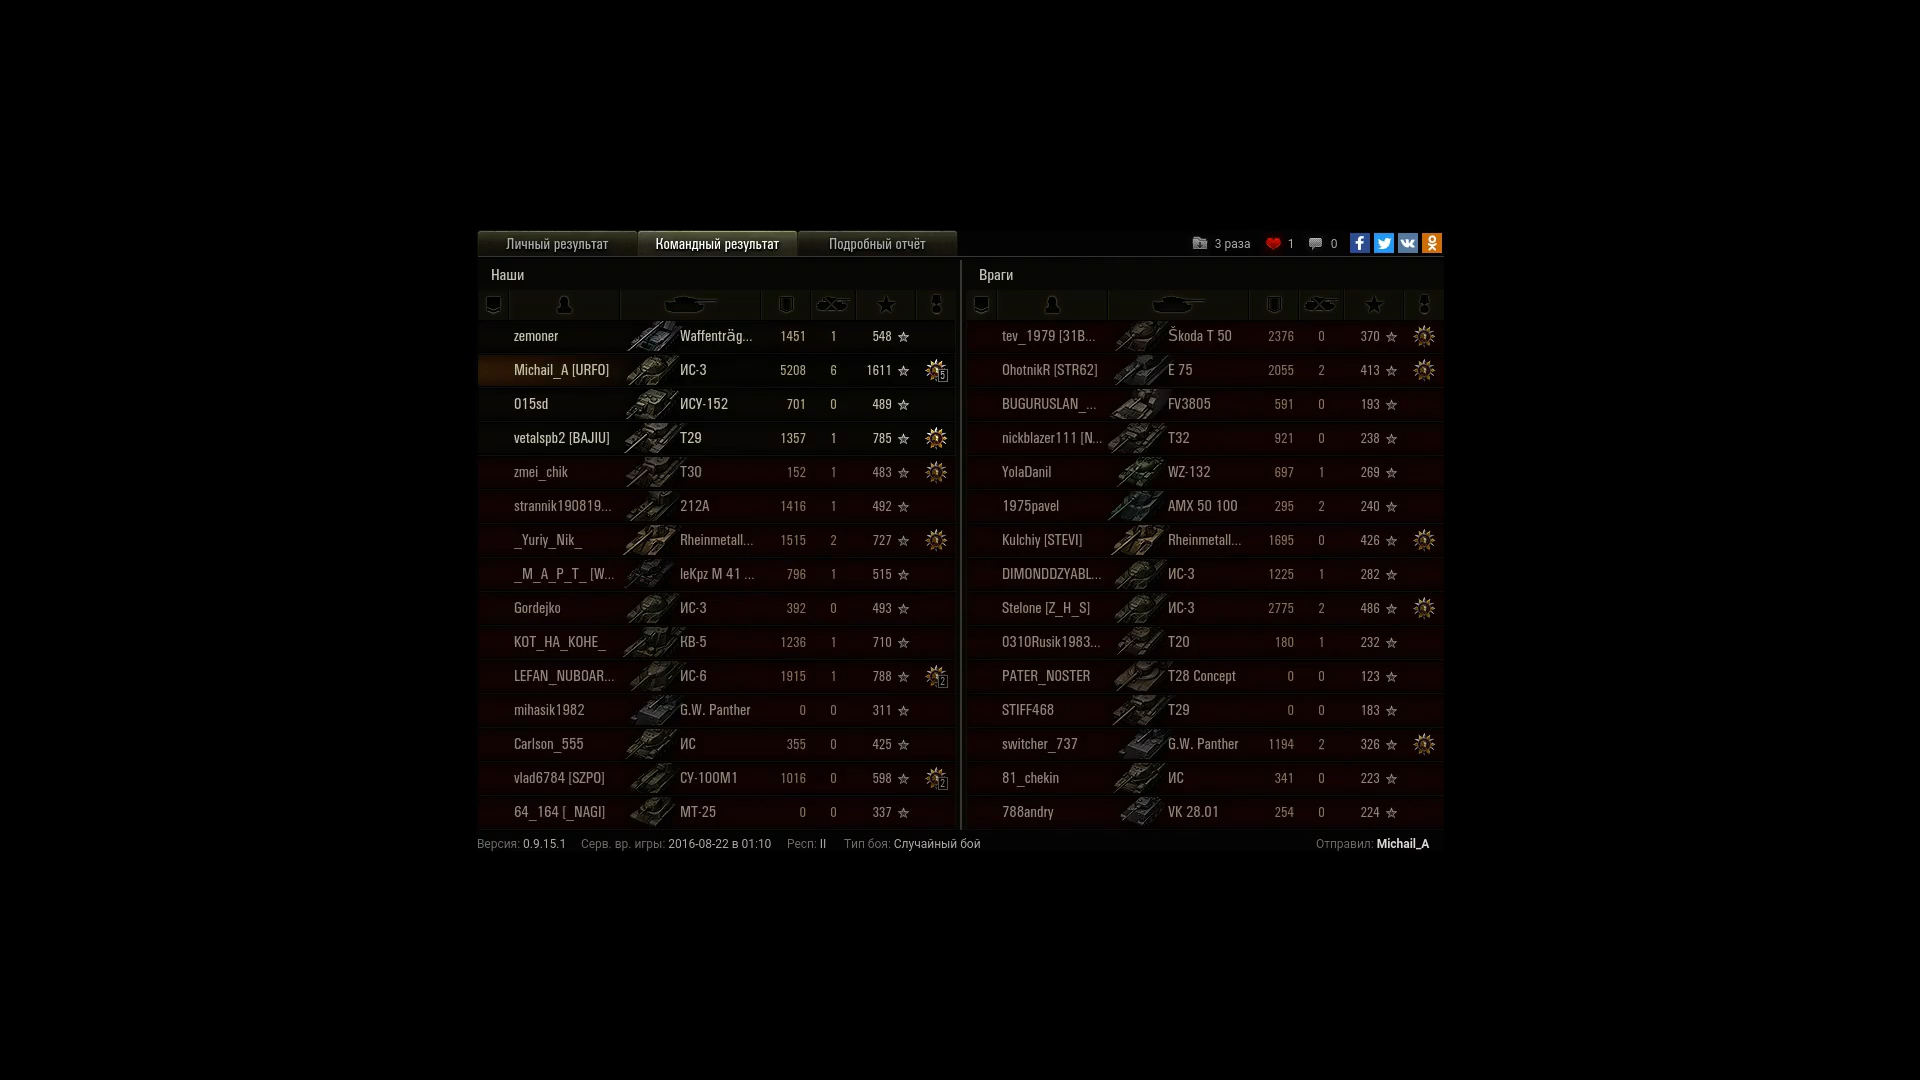 Личный результат Командный результат Подробный отчёт 3 раза 1 0
Наши Враги
zemoner Waffenträg... 1451 1 548 tev_1979 [31B... Škoda T 50 2376 0 370
Michail_A [URFO] ИС-3 5208 6 1611 5 OhotnikR [STR62] E 75 2055 2 413
015sd ИСУ-152 701 0 489 BUGURUSLAN_... FV3805 591 0 193
vetalspb2 [BAJIU] T29 1357 1 785 nickblazer111 [N... T32 921 0 238
zmei_chik T30 152 1 483 YolaDanil WZ-132 697 1 269
strannik190819... 212А 1416 1 492 1975pavel AMX 50 100 295 2 240
_Yuriy_Nik_ Rheinmetall... 1515 2 727 Kulchiy [STEVI] Rheinmetall... 1695 0 426
_M_A_P_T_ [W... leKpz M 41 ... 796 1 515 DIMONDDZYABL... ИС-3 1225 1 282
Gordejko ИС-3 392 0 493 Stelone [Z_H_S] ИС-3 2775 2 486
KOT_HA_KOHE_ КВ-5 1236 1 710 0310Rusik1983... T20 180 1 232
LEFAN_NUBOAR... ИС-6 1915 1 788 2 PATER_NOSTER T28 Concept 0 0 123
mihasik1982 G.W. Panther 0 0 311 STIFF468 T29 0 0 183
Carlson_555 ИС 355 0 425 switcher_737 G.W. Panther 1194 2 326
vlad6784 [SZPO] СУ-100М1 1016 0 598 2 81_chekin ИС 341 0 223
64_164 [_NAGI] МТ-25 0 0 337 788andry VK 28.01 254 0 224
Версия: 0.9.15.1 Серв. вр. игры: 2016-08-22 в 01:10 Респ: II Тип боя: Случайный бой Отправил: Michail_A